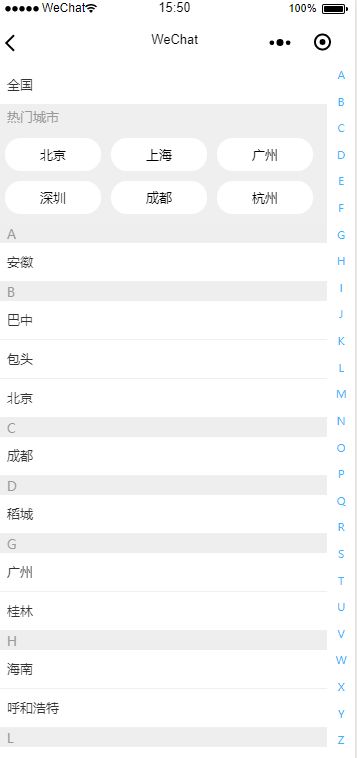 WeChat 15:50 100%
WeChat
全国
热门城市
北京 上海 广州
深圳 成都 杭州
A
安徽
B
巴中
包头
北京
C
成都
D
稻城
G
广州
桂林
H
海南
呼和浩特
L
A
B
C
D
E
F
G
H
I
J
K
L
M
N
O
P
Q
R
S
T
U
V
W
X
Y
Z